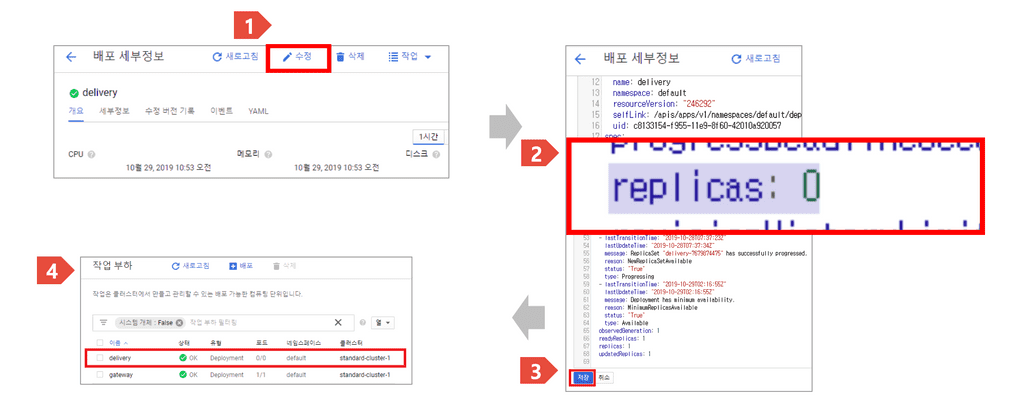 1
배포 세부정보
새로고침
수정
삭제
작업
delivery
개요 세부정보 수정 버전 기록 이벤트 YAML
1시간
CPU
메모리
디스크
10월 29, 2019 10:53 오전
10월 29, 2019 10:53 오전
배포 세부정보
새로고침
12 name: delivery
13 namespace: default
14 resourceVersion: "246292"
15 selfLink: /apis/apps/v1/namespaces/default/dep
16 uid: c8133154-f955-11e9-8f60-42010a920057
17 spec:
2
replicas: 0
53 - lastTransitionTime: "2019-10-28T07:37:23Z"
54 lastUpdateTime: "2019-10-28T07:37:34Z"
55 message: ReplicaSet "delivery-7679874475" has successfully progressed.
56 reason: NewReplicaSetAvailable
57 status: "True"
58 type: Progressing
59 - lastTransitionTime: "2019-10-29T02:16:55Z"
60 lastUpdateTime: "2019-10-29T02:16:55Z"
61 message: Deployment has minimum availability.
62 reason: MinimumReplicasAvailable
63 status: "True"
64 type: Available
65 observedGeneration: 1
66 readyReplicas: 1
67 replicas: 1
68 updatedReplicas: 1
69
3
저장 취소
4
작업 부하
새로고침
배포
삭제
작업은 클러스터에서 만들고 관리할 수 있는 배포 가능한 컴퓨팅 단위입니다.
시스템 개체 : False 작업 부하 필터링
열
이름 상태 유형 포드 네임스페이스 클러스터
delivery OK Deployment 0/0 default standard-cluster-1
gateway OK Deployment 1/1 default standard-cluster-1